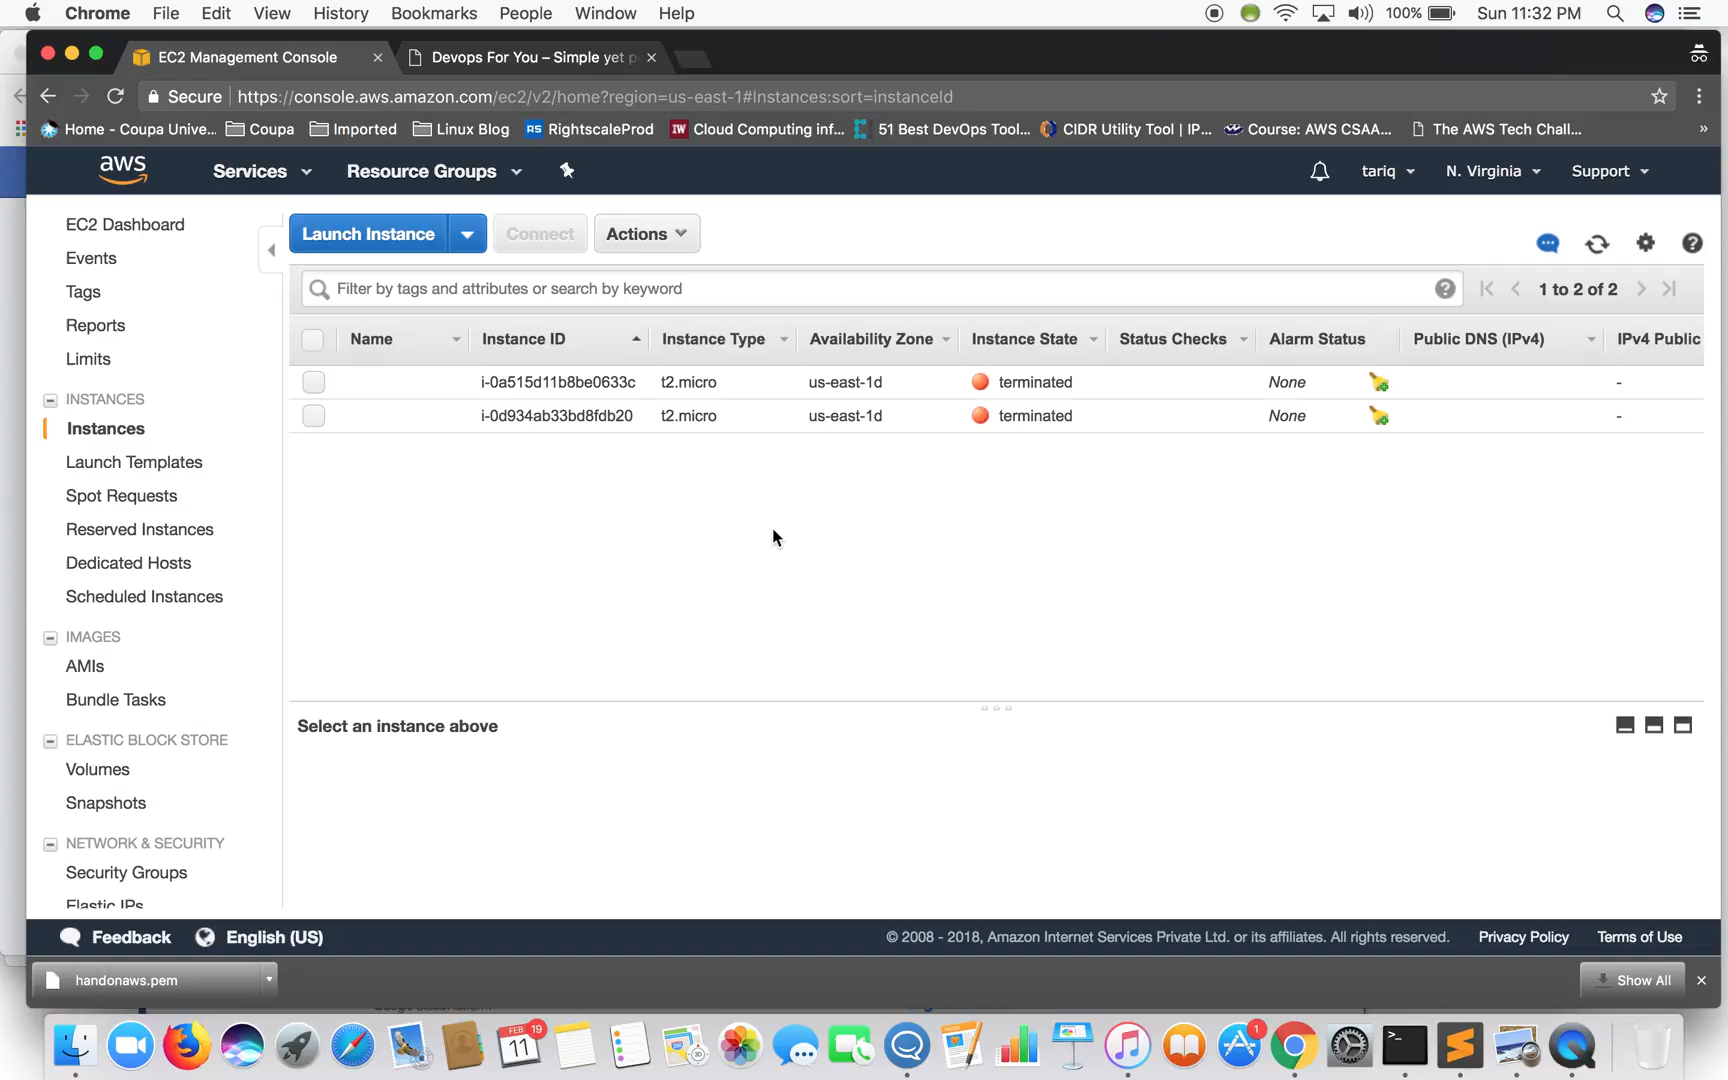 Chrome File Edit View History Bookmarks People Window Help 100% Sun 11:32 PM
EC2 Management Console Devops For You – Simple yet p
Secure https://console.aws.amazon.com/ec2/v2/home?region=us-east-1#Instances:sort=instanceId
Home - Coupa Unive... Coupa Imported Linux Blog RS RightscaleProd IW Cloud Computing inf... 51 Best DevOps Tool... CIDR Utility Tool | IP... Course: AWS CSAA... The AWS Tech Chall... »
aws Services Resource Groups tariq N. Virginia Support
EC2 Dashboard
Events
Tags
Reports
Limits
INSTANCES
Instances
Launch Templates
Spot Requests
Reserved Instances
Dedicated Hosts
Scheduled Instances
IMAGES
AMIs
Bundle Tasks
ELASTIC BLOCK STORE
Volumes
Snapshots
NETWORK & SECURITY
Security Groups
Elastic IPs
Launch Instance Connect Actions
Filter by tags and attributes or search by keyword 1 to 2 of 2
Name Instance ID Instance Type Availability Zone Instance State Status Checks Alarm Status Public DNS (IPv4) IPv4 Public
i-0a515d11b8be0633c t2.micro us-east-1d terminated None -
i-0d934ab33bd8fdb20 t2.micro us-east-1d terminated None -
Select an instance above
Feedback English (US) © 2008 - 2018, Amazon Internet Services Private Ltd. or its affiliates. All rights reserved. Privacy Policy Terms of Use
handonaws.pem Show All
FEB 19
11
1